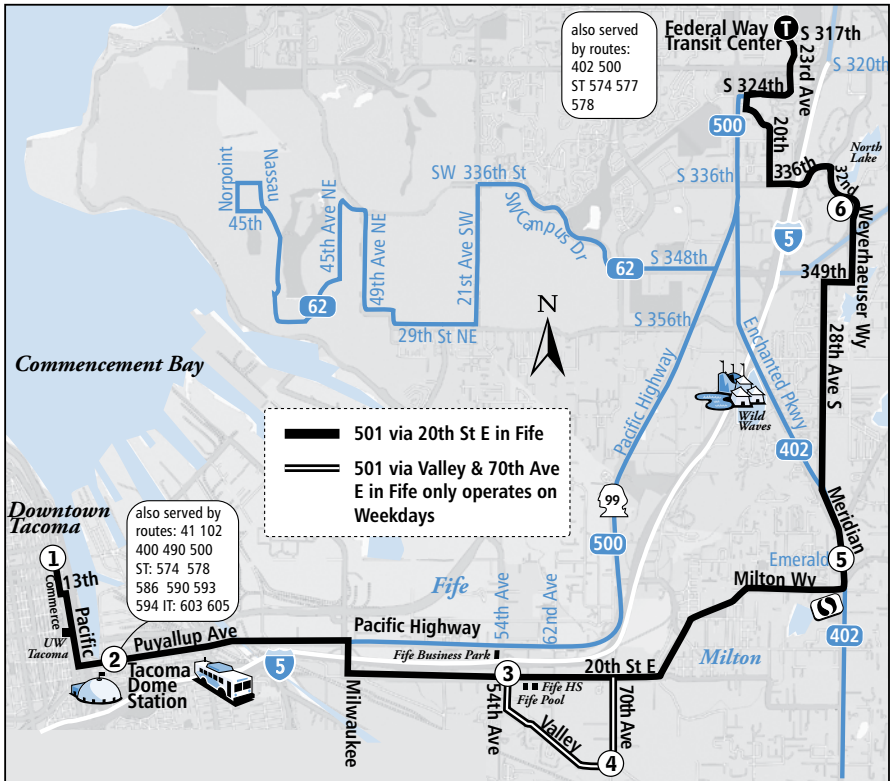 also served
by routes:
402 500
ST 574 577
578
Federal Way
Transit Center
T
S 317th
23rd Ave
S 320th
S 324th
500
20th
North
Lake
336th
32nd
S 336th
6
5
Weyerhaeuser Wy
349th
28th Ave S
Norpoint
Nassau
45th
62
45th Ave NE
49th Ave NE
29th St NE
21st Ave SW
SW 336th St
SWCampus Dr
62
S 348th
S 356th
N
Pacific Highway
Enchanted Pkwy
Wild
Waves
402
Commencement Bay
501 via 20th St E in Fife
501 via Valley & 70th Ave
E in Fife only operates on
Weekdays
99
500
Meridian
5
Emerald
Milton Wy
S
402
Downtown
Tacoma
also served by
routes: 41 102
400 490 500
ST: 574 578
586 590 593
594 IT: 603 605
1
13th
Commerce
Pacific
UW
Tacoma
2
Puyallup Ave
Tacoma
Dome
Station
5
Fife
Pacific Highway
54th Ave
62nd Ave
Fife Business Park
Milwaukee
3
20th St E
Milton
Fife HS
Fife Pool
54th Ave
Valley
70th Ave
4